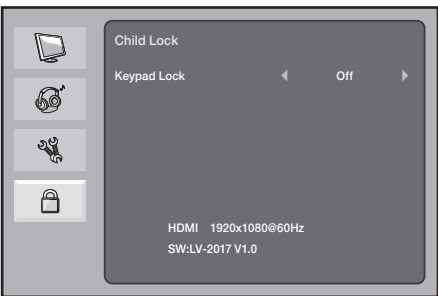 Child Lock
Keypad Lock Off
HDMI 1920x1080@60Hz
SW:LV-2017 V1.0